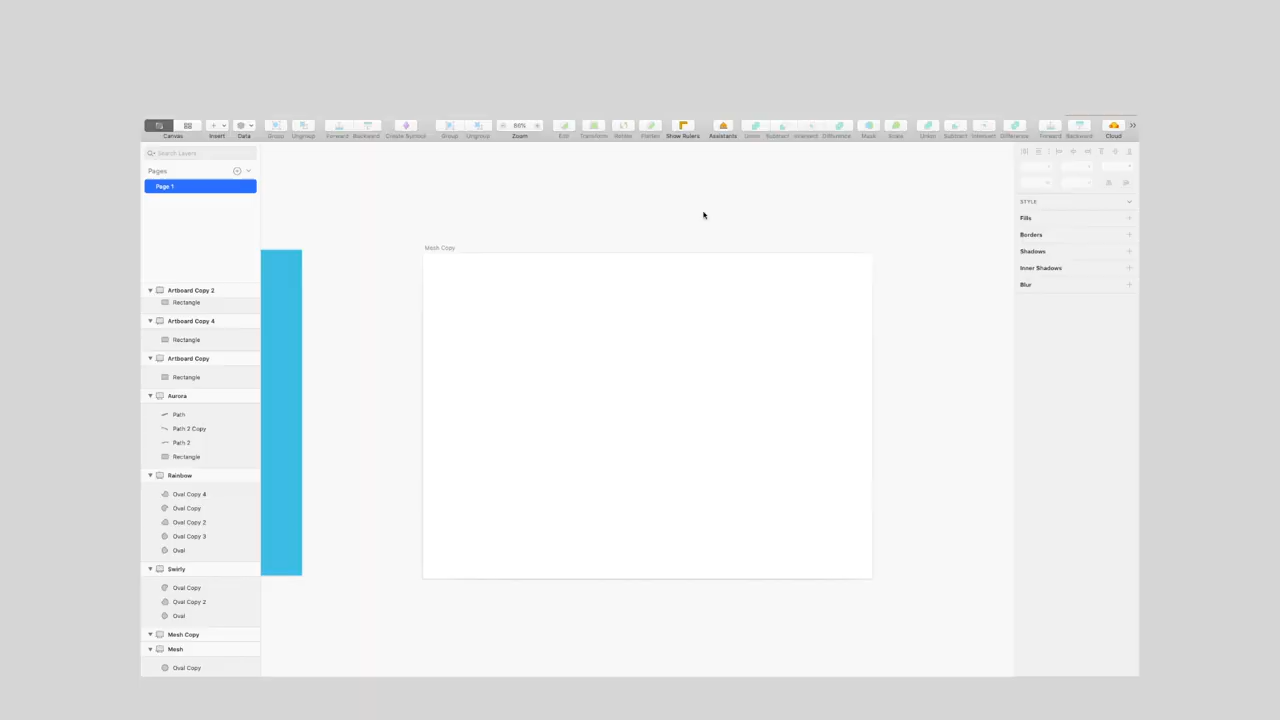 86%
Canvas Insert Data Group Ungroup Forward Backward Create Symbol Group Ungroup Zoom Edit Transform Rotate Flatten Show Rulers Assistants Union Subtract Intersect Difference Mask Scale Union Subtract Intersect Difference Forward Backward Cloud
Search Layers
Pages
Page 1
Artboard Copy 2
Rectangle
Artboard Copy 4
Rectangle
Artboard Copy
Rectangle
Aurora
Path
Path 2 Copy
Path 2
Rectangle
Rainbow
Oval Copy 4
Oval Copy
Oval Copy 2
Oval Copy 3
Oval
Swirly
Oval Copy
Oval Copy 2
Oval
Mesh Copy
Mesh
Oval Copy
Mesh Copy
STYLE
Fills
Borders
Shadows
Inner Shadows
Blur